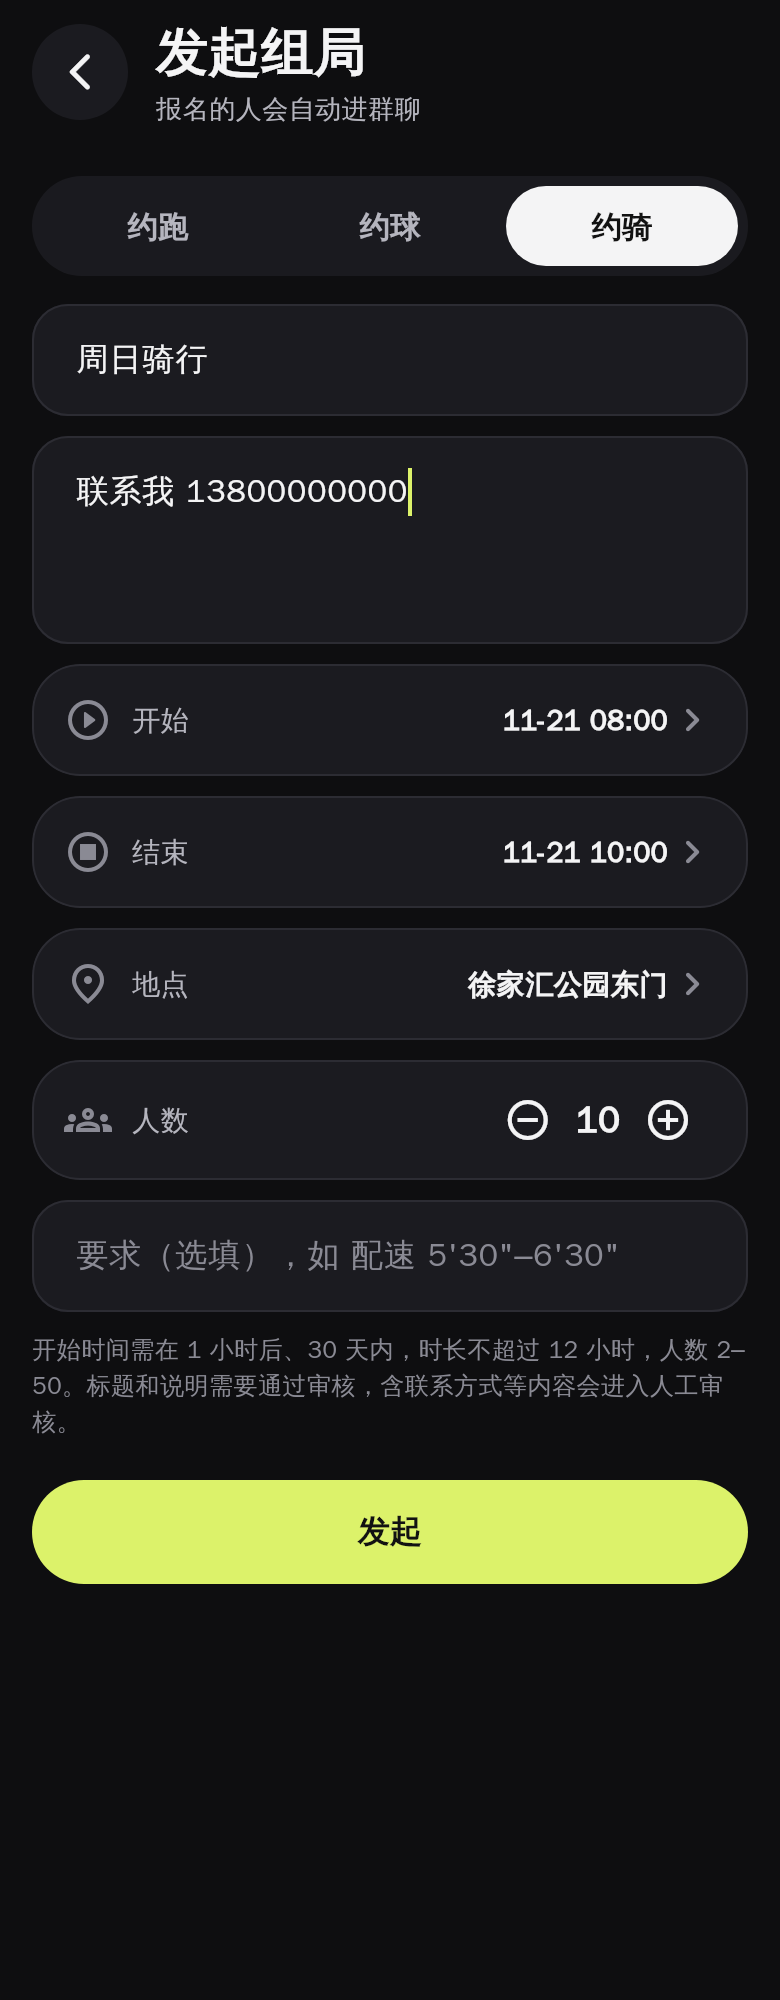 发起组局
报名的人会自动进群聊
约跑
约球
约骑
周日骑行
联系我 13800000000
开始
11-21 08:00
结束
11-21 10:00
地点
徐家汇公园东门
人数
10
要求（选填），如 配速 5'30"–6'30"
开始时间需在 1 小时后、30 天内，时长不超过 12 小时，人数 2–
50。标题和说明需要通过审核，含联系方式等内容会进入人工审
核。
发起